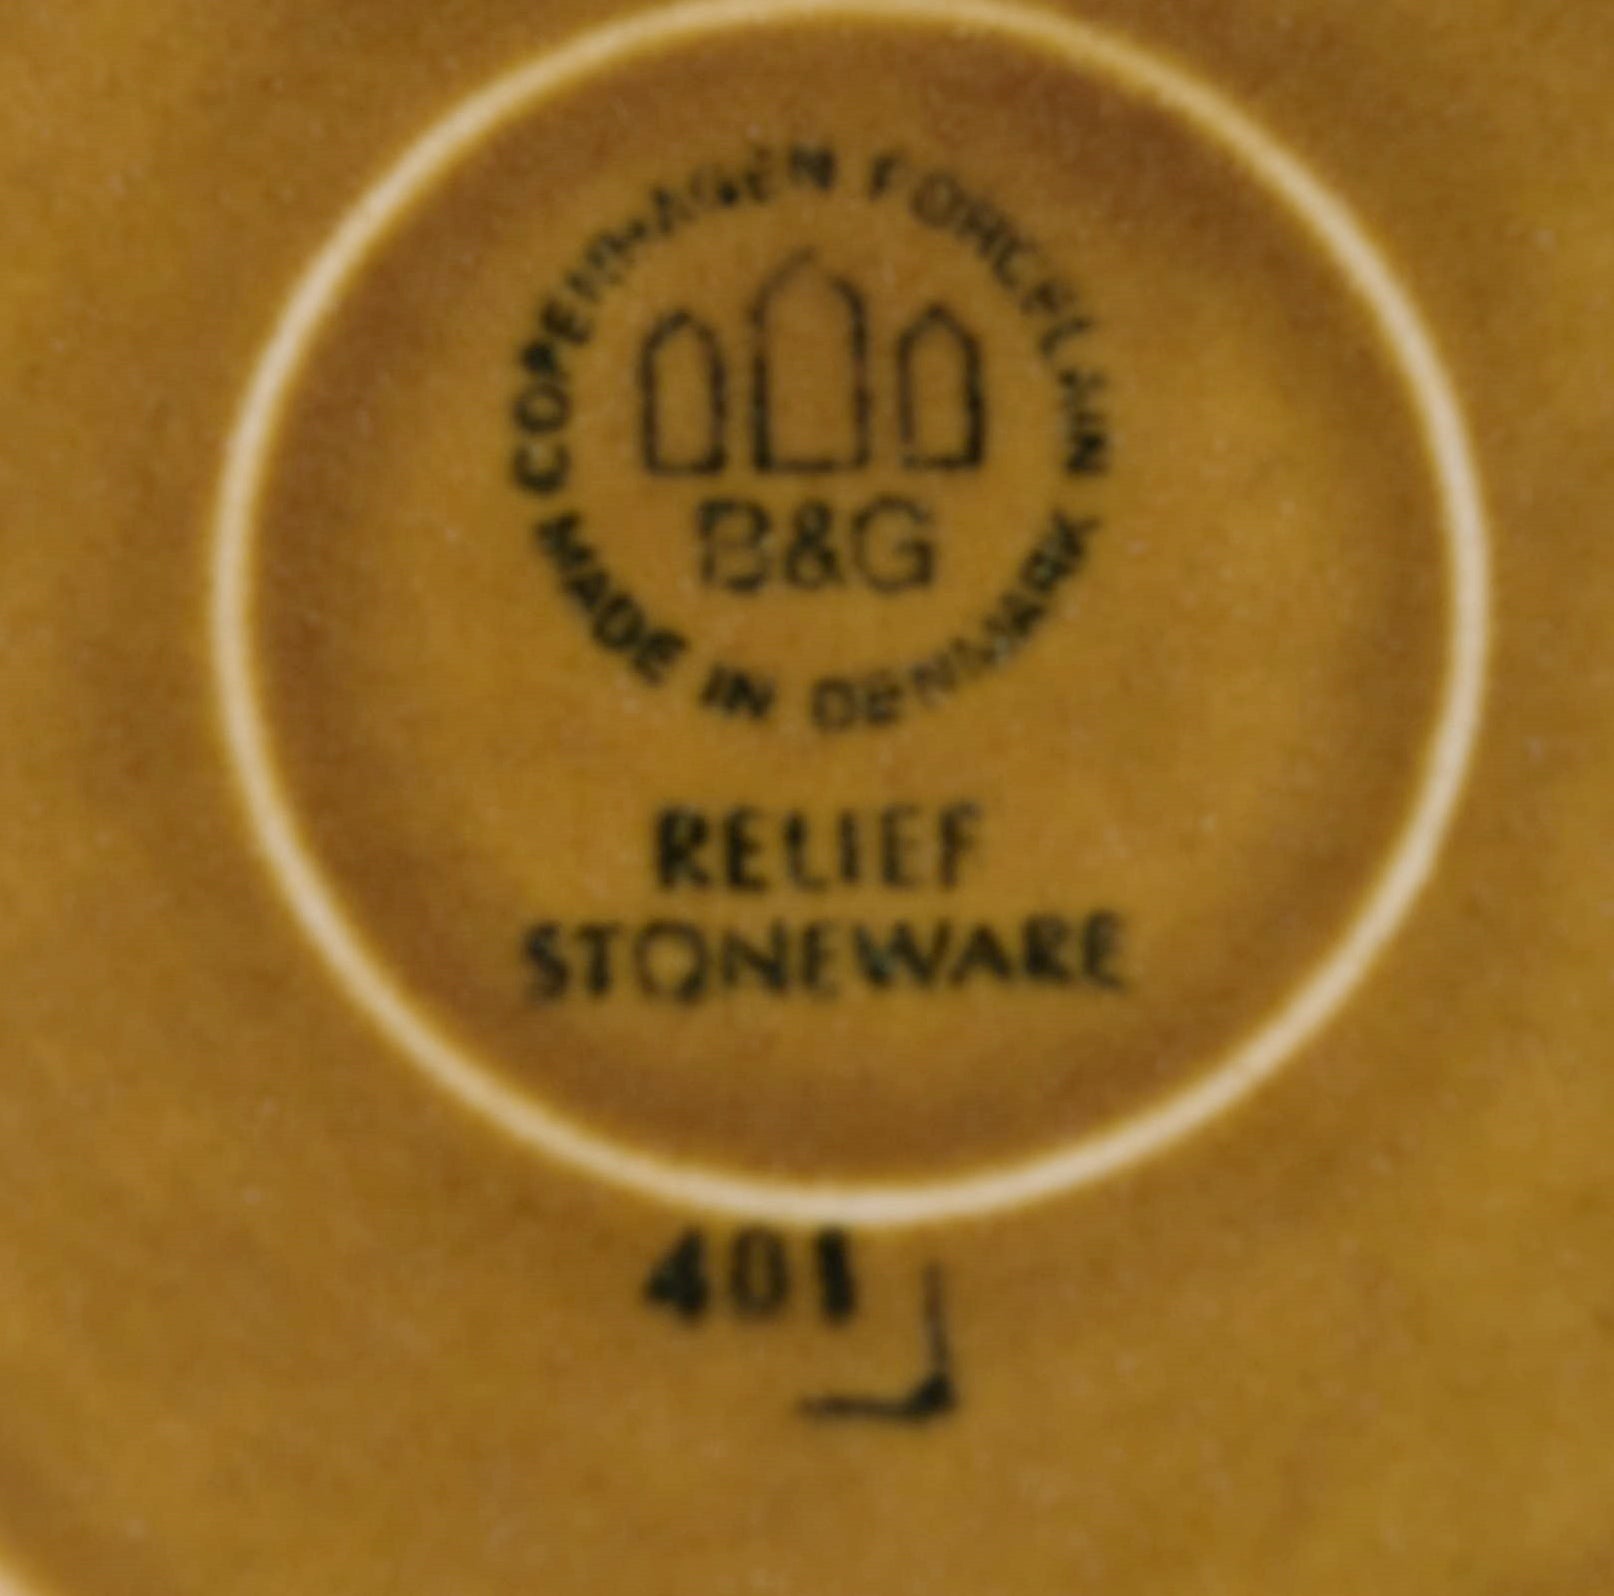 COPENHAGEN PORCELAIN
B&G
MADE IN DENMARK
RELIEF
STONEWARE
401